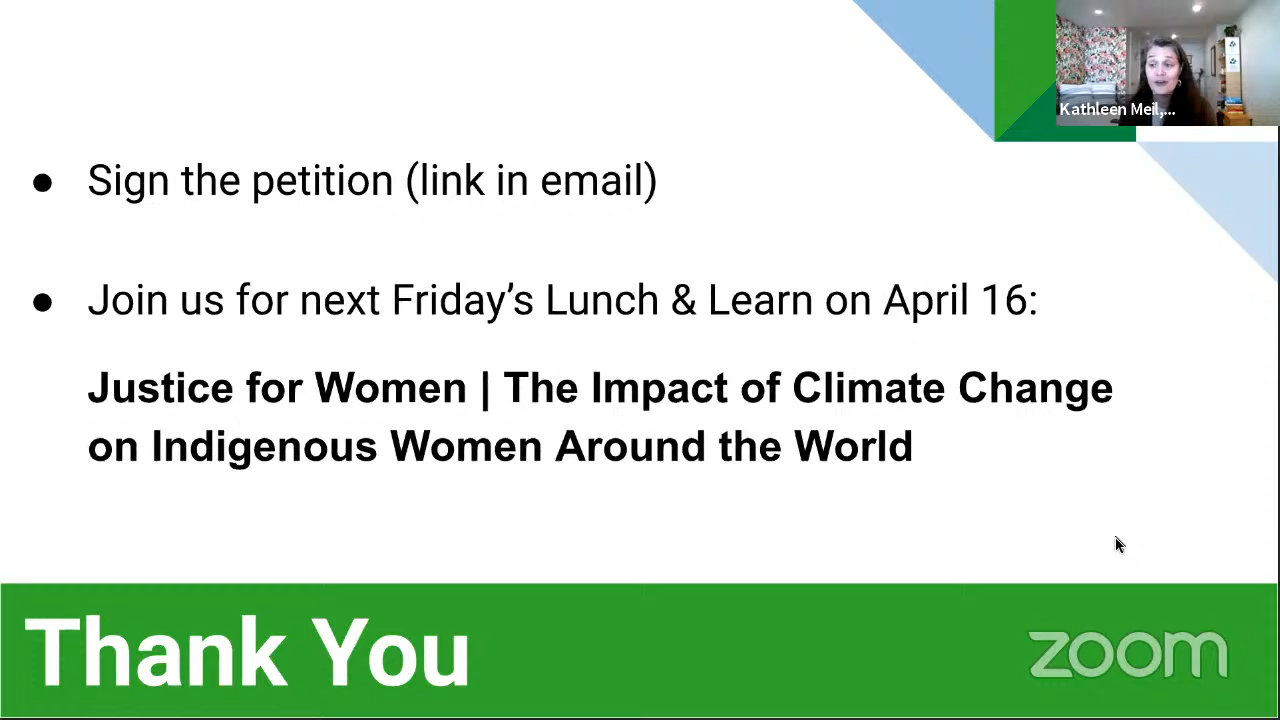 Kathleen Meil,...
● Sign the petition (link in email)
● Join us for next Friday’s Lunch & Learn on April 16:
Justice for Women | The Impact of Climate Change
on Indigenous Women Around the World
Thank You
zoom